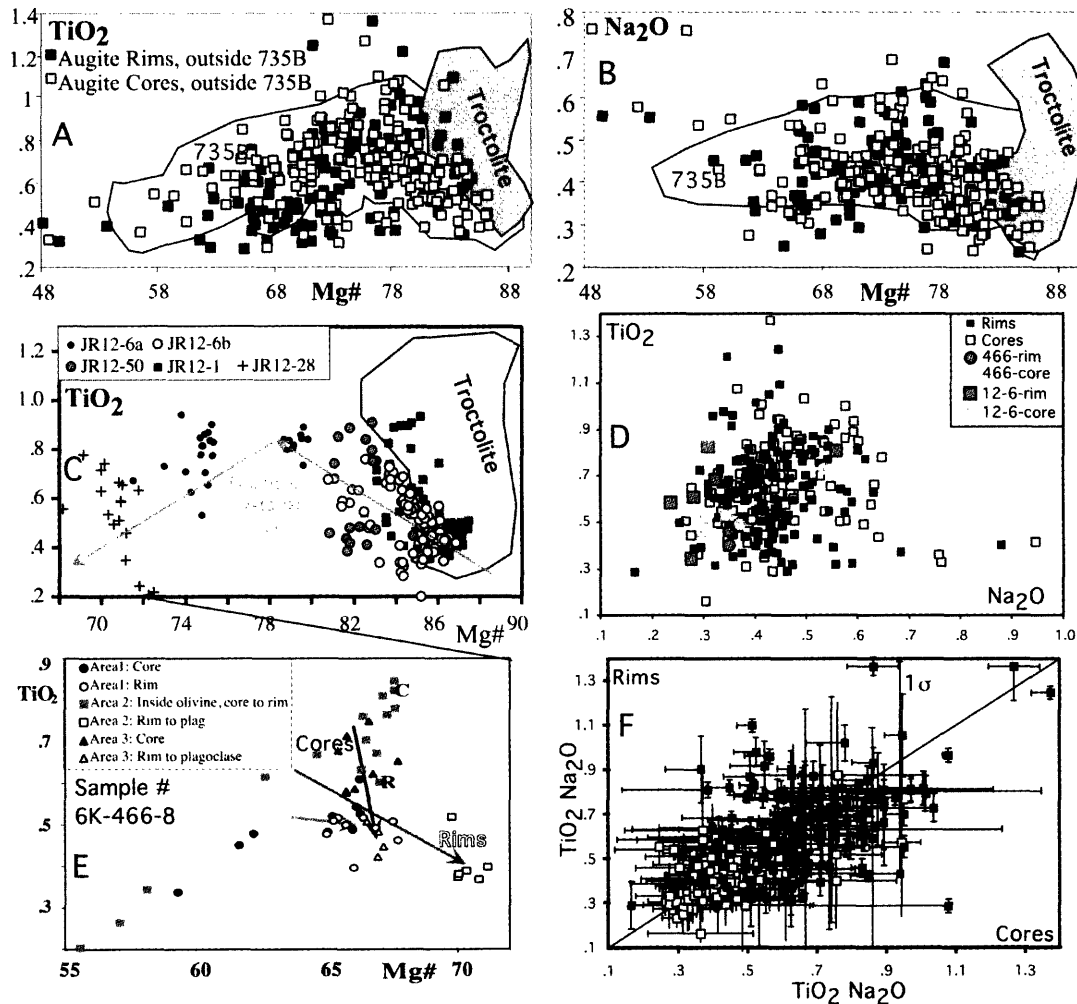 TiO2
Augite Rims, outside 735B
Augite Cores, outside 735B
A
735B
Troctolite
1.4
1.2
1
.8
.6
.4
.2
48
58
68
Mg#
78
88
Na2O
B
735B
Troctolite
.8
.7
.6
.5
.4
.3
.2
48
58
68
Mg#
78
88
JR12-6a JR12-6b
JR12-50 JR12-1 JR12-28
TiO2
C
Troctolite
1.2
1.0
.8
.6
.4
.2
70
74
78
82
86
90
Mg#
TiO2
Rims
Cores
466-rim
466-core
12-6-rim
12-6-core
D
Na2O
1.3
1.1
.9
.7
.5
.3
.1
.1 .2 .3 .4 .5 .6 .7 .8 .9 1.0
TiO2
Area1: Core
Area1: Rim
Area 2: Inside olivine, core to rim
Area 2: Rim to plag
Area 3: Core
Area 3: Rim to plagoclase
Sample #
6K-466-8
E
C
Cores
R
Rims
.9
.7
.5
.3
55
60
65
70
Mg#
Rims
1σ
F
Cores
TiO2 Na2O
1.3
1.1
.9
.7
.5
.3
.1
.1 .3 .5 .7 .9 1.1 1.3
TiO2 Na2O